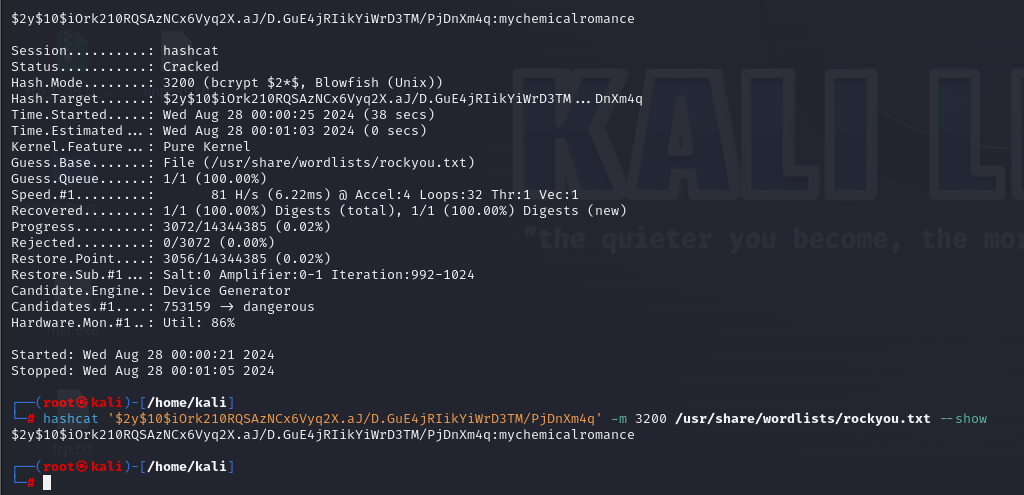 $2y$10$iOrk210RQSAzNCx6Vyq2X.aJ/D.GuE4jRIikYiWrD3TM/PjDnXm4q:mychemicalromance
Session..........: hashcat
Status...........: Cracked
Hash.Mode........: 3200 (bcrypt $2*$, Blowfish (Unix))
Hash.Target......: $2y$10$iOrk210RQSAzNCx6Vyq2X.aJ/D.GuE4jRIikYiWrD3TM...DnXm4q
Time.Started.....: Wed Aug 28 00:00:25 2024 (38 secs)
Time.Estimated...: Wed Aug 28 00:01:03 2024 (0 secs)
Kernel.Feature...: Pure Kernel
Guess.Base.......: File (/usr/share/wordlists/rockyou.txt)
Guess.Queue......: 1/1 (100.00%)
Speed.#1.........:       81 H/s (6.22ms) @ Accel:4 Loops:32 Thr:1 Vec:1
Recovered........: 1/1 (100.00%) Digests (total), 1/1 (100.00%) Digests (new)
Progress.........: 3072/14344385 (0.02%)
Rejected.........: 0/3072 (0.00%)
Restore.Point....: 3056/14344385 (0.02%)
Restore.Sub.#1...: Salt:0 Amplifier:0-1 Iteration:992-1024
Candidate.Engine.: Device Generator
Candidates.#1....: 753159 -> dangerous
Hardware.Mon.#1..: Util: 86%
Started: Wed Aug 28 00:00:21 2024
Stopped: Wed Aug 28 00:01:05 2024
┌──(root㉿kali)-[/home/kali]
└─# hashcat '$2y$10$iOrk210RQSAzNCx6Vyq2X.aJ/D.GuE4jRIikYiWrD3TM/PjDnXm4q' -m 3200 /usr/share/wordlists/rockyou.txt --show
$2y$10$iOrk210RQSAzNCx6Vyq2X.aJ/D.GuE4jRIikYiWrD3TM/PjDnXm4q:mychemicalromance
┌──(root㉿kali)-[/home/kali]
└─#
KALI
"the quieter you become, the
frp.txt